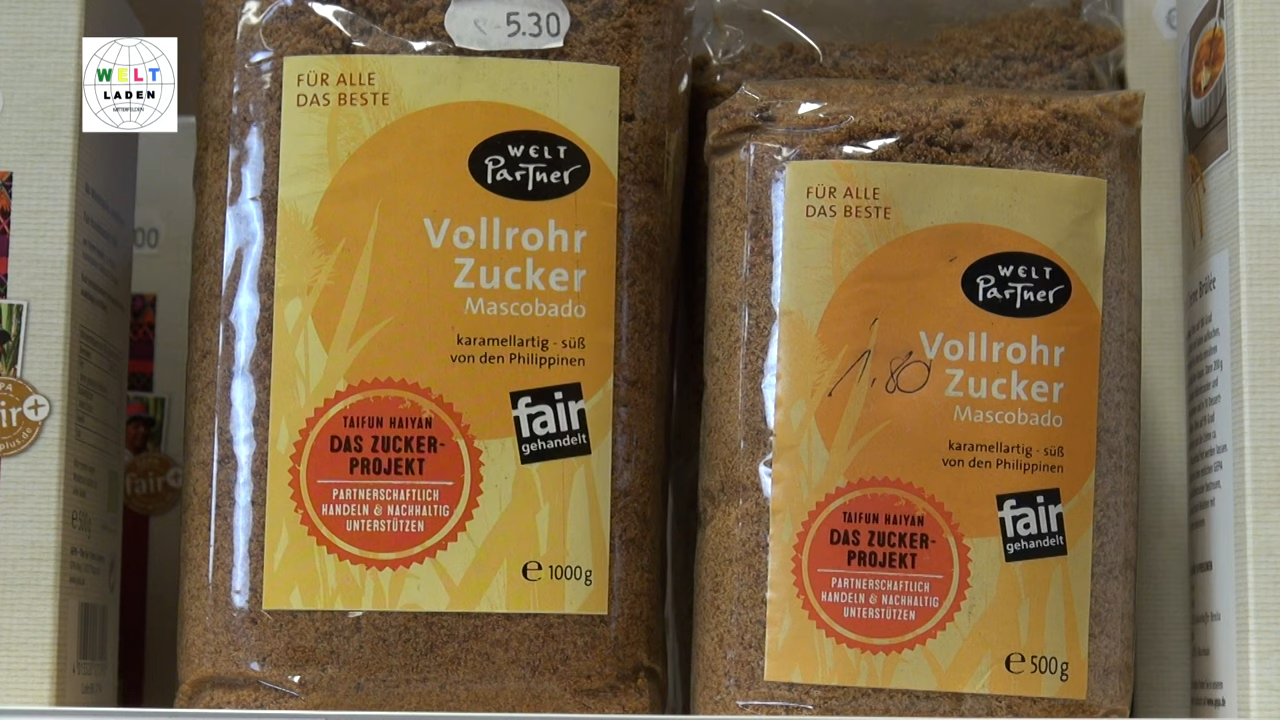 WELT
LADEN
5.30
FÜR ALLE
DAS BESTE
WELT
PARTNER
Vollrohr
Zucker
Mascobado
karamellartig - süß
von den Philippinen
fair
gehandelt
TAIFUN HAIYAN
DAS ZUCKER-
PROJEKT
PARTNERSCHAFTLICH
HANDELN & NACHHALTIG
UNTERSTÜTZEN
e 1000g
FÜR ALLE
DAS BESTE
WELT
PARTNER
1,80
Vollrohr
Zucker
Mascobado
karamellartig - süß
von den Philippinen
fair
gehandelt
TAIFUN HAIYAN
DAS ZUCKER-
PROJEKT
PARTNERSCHAFTLICH
HANDELN & NACHHALTIG
UNTERSTÜTZEN
e 500g
fair+
e 500g